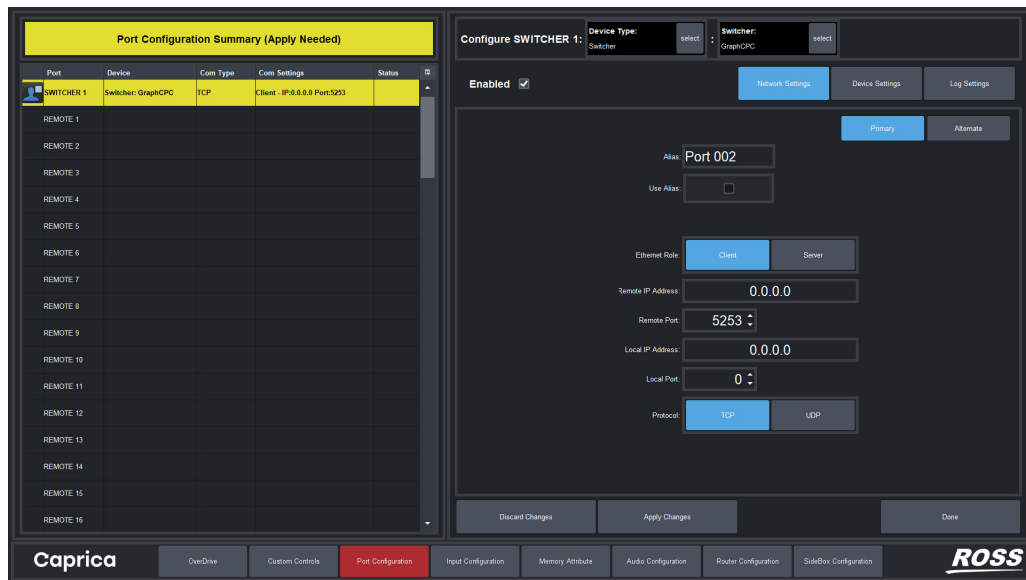 Port Configuration Summary (Apply Needed)
Port Device Com Type Com Settings Status
SWITCHER 1 Switcher: GraphCPC TCP Client - IP:0.0.0.0 Port:5253
REMOTE 1
REMOTE 2
REMOTE 3
REMOTE 4
REMOTE 5
REMOTE 6
REMOTE 7
REMOTE 8
REMOTE 9
REMOTE 10
REMOTE 11
REMOTE 12
REMOTE 13
REMOTE 14
REMOTE 15
REMOTE 16
Configure SWITCHER 1: Device Type: Switcher select : Switcher: GraphCPC select
Enabled Network Settings Device Settings Log Settings
Primary Alternate
Alias: Port 002
Use Alias:
Ethernet Role: Client Server
Remote IP Address: 0.0.0.0
Remote Port: 5253
Local IP Address: 0.0.0.0
Local Port: 0
Protocol: TCP UDP
Discard Changes Apply Changes Done
Caprica OverDrive Custom Controls Port Configuration Input Configuration Memory Attribute Audio Configuration Router Configuration SideBox Configuration ROSS